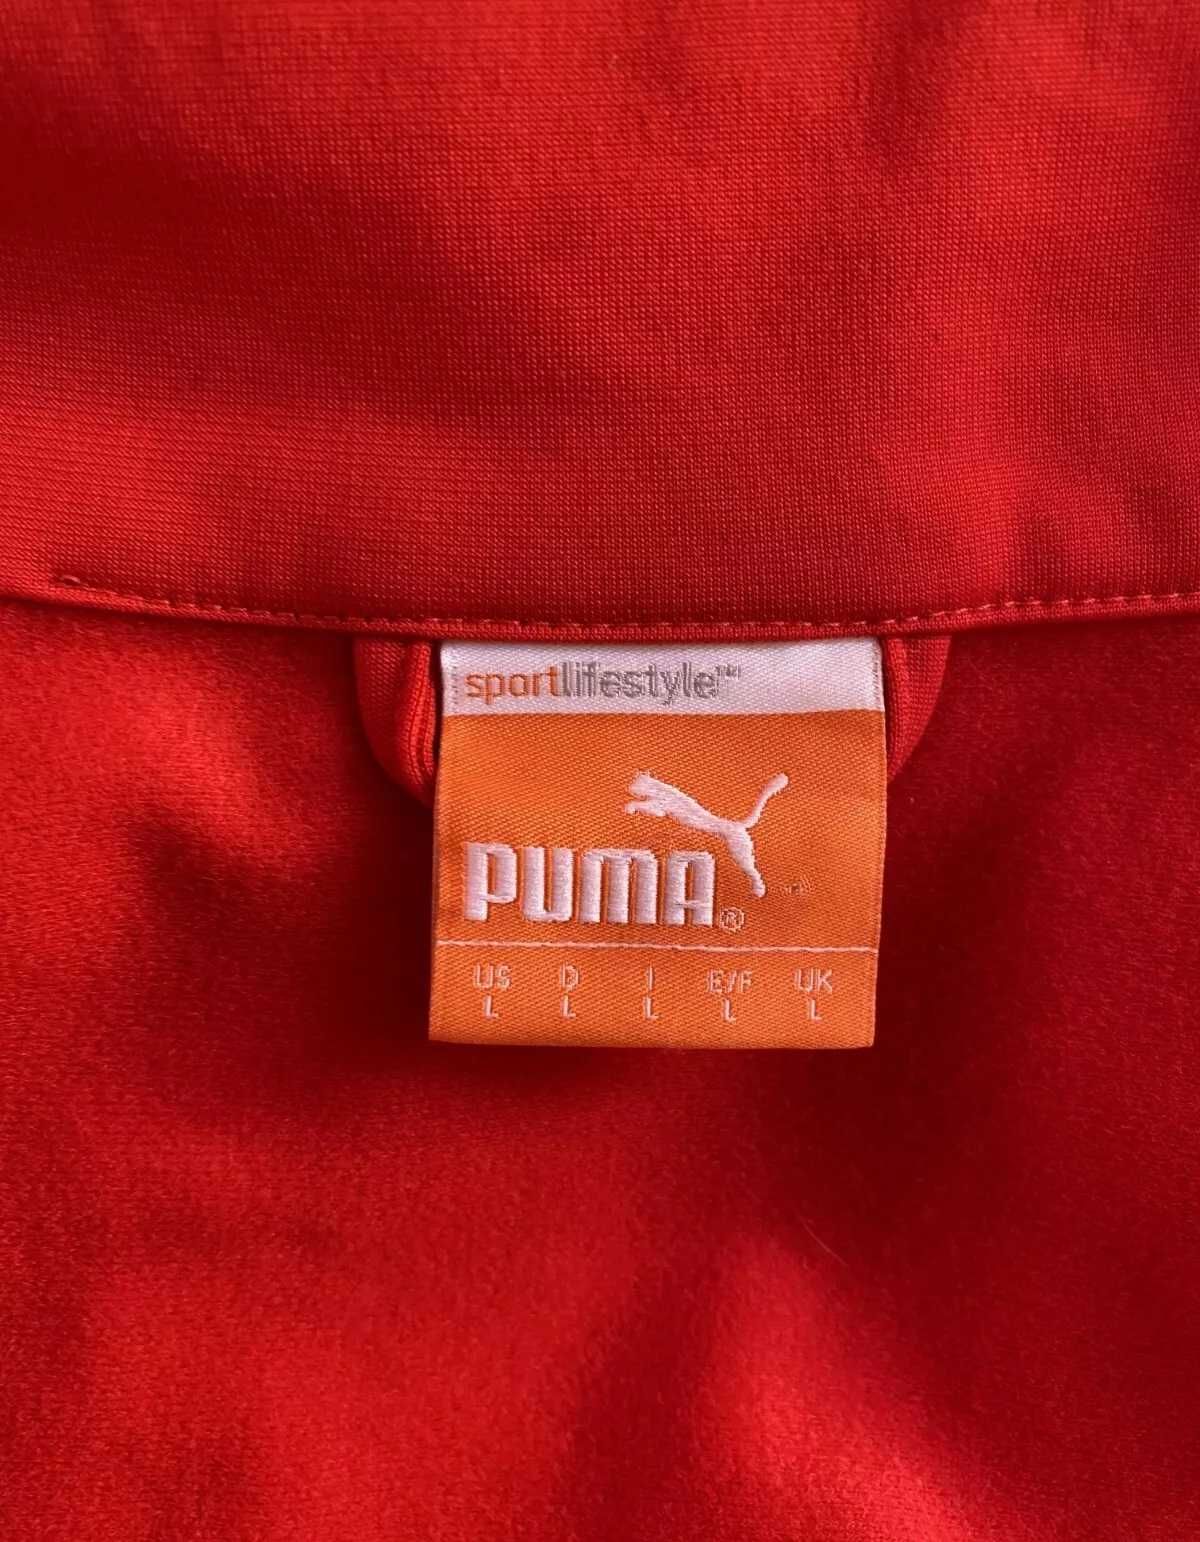 sportlifestyle™
PUMA®
US D I E/F UK
L L L L L